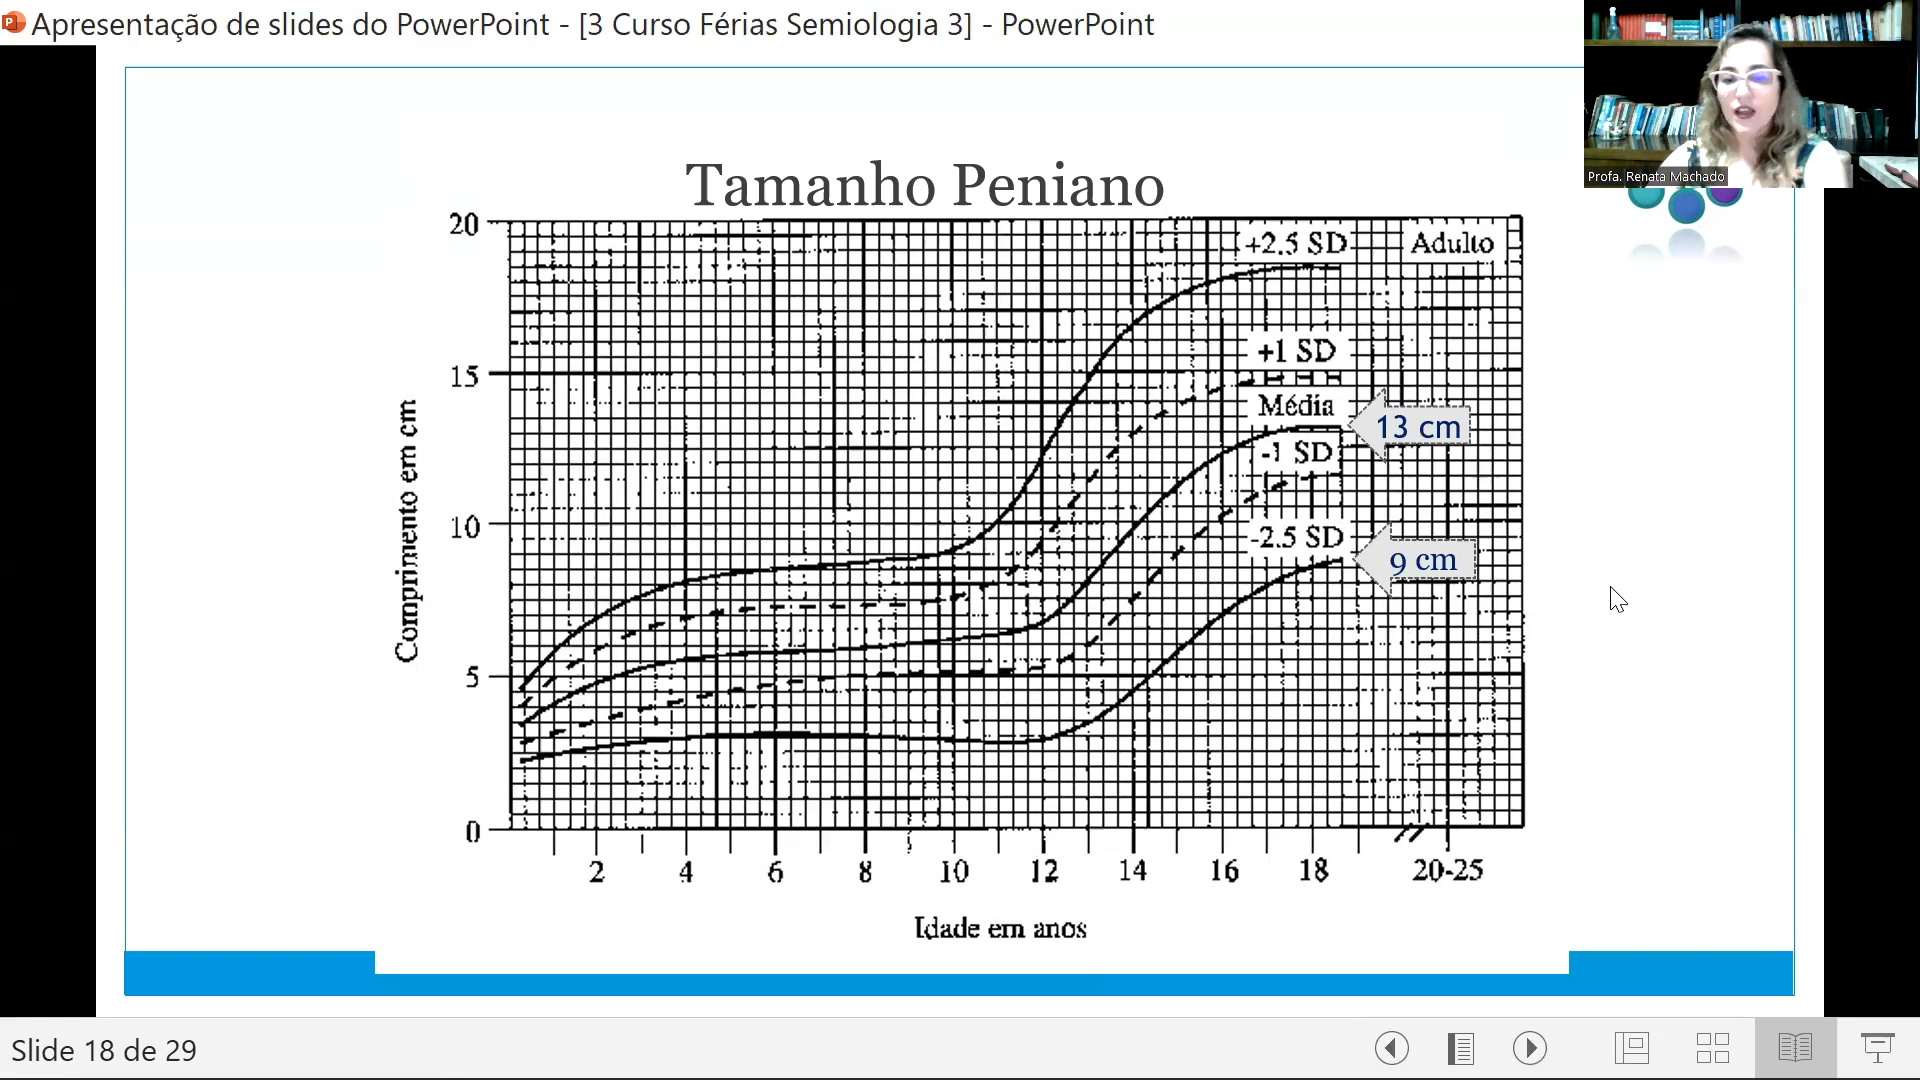 Apresentação de slides do PowerPoint - [3 Curso Férias Semiologia 3] - PowerPoint
Profa. Renata Machado
Tamanho Peniano
20
+2.5 SD
Adulto
+1 SD
15
Média
13 cm
-1 SD
10
-2.5 SD
9 cm
Comprimento em cm
5
0
2 4 6 8 10 12 14 16 18 20-25
Idade em anos
Slide 18 de 29